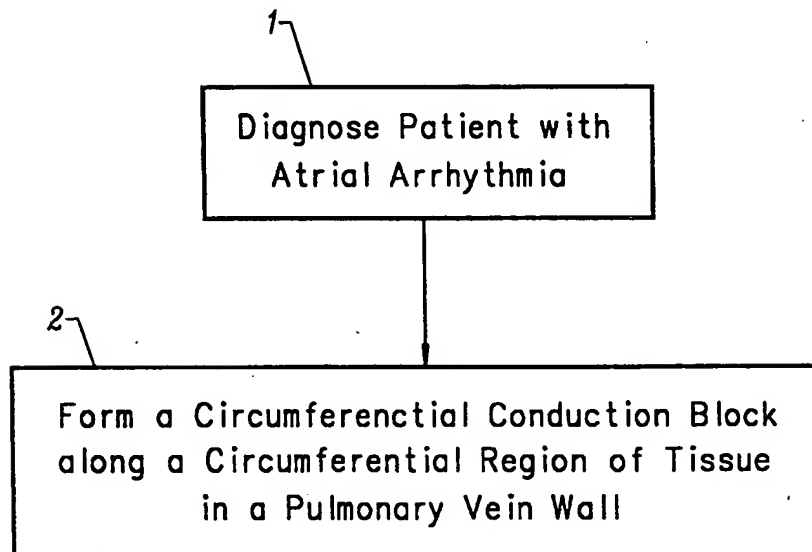 1
Diagnose Patient with
Atrial Arrhythmia
2
Form a Circumferenctial Conduction Block
along a Circumferential Region of Tissue
in a Pulmonary Vein Wall